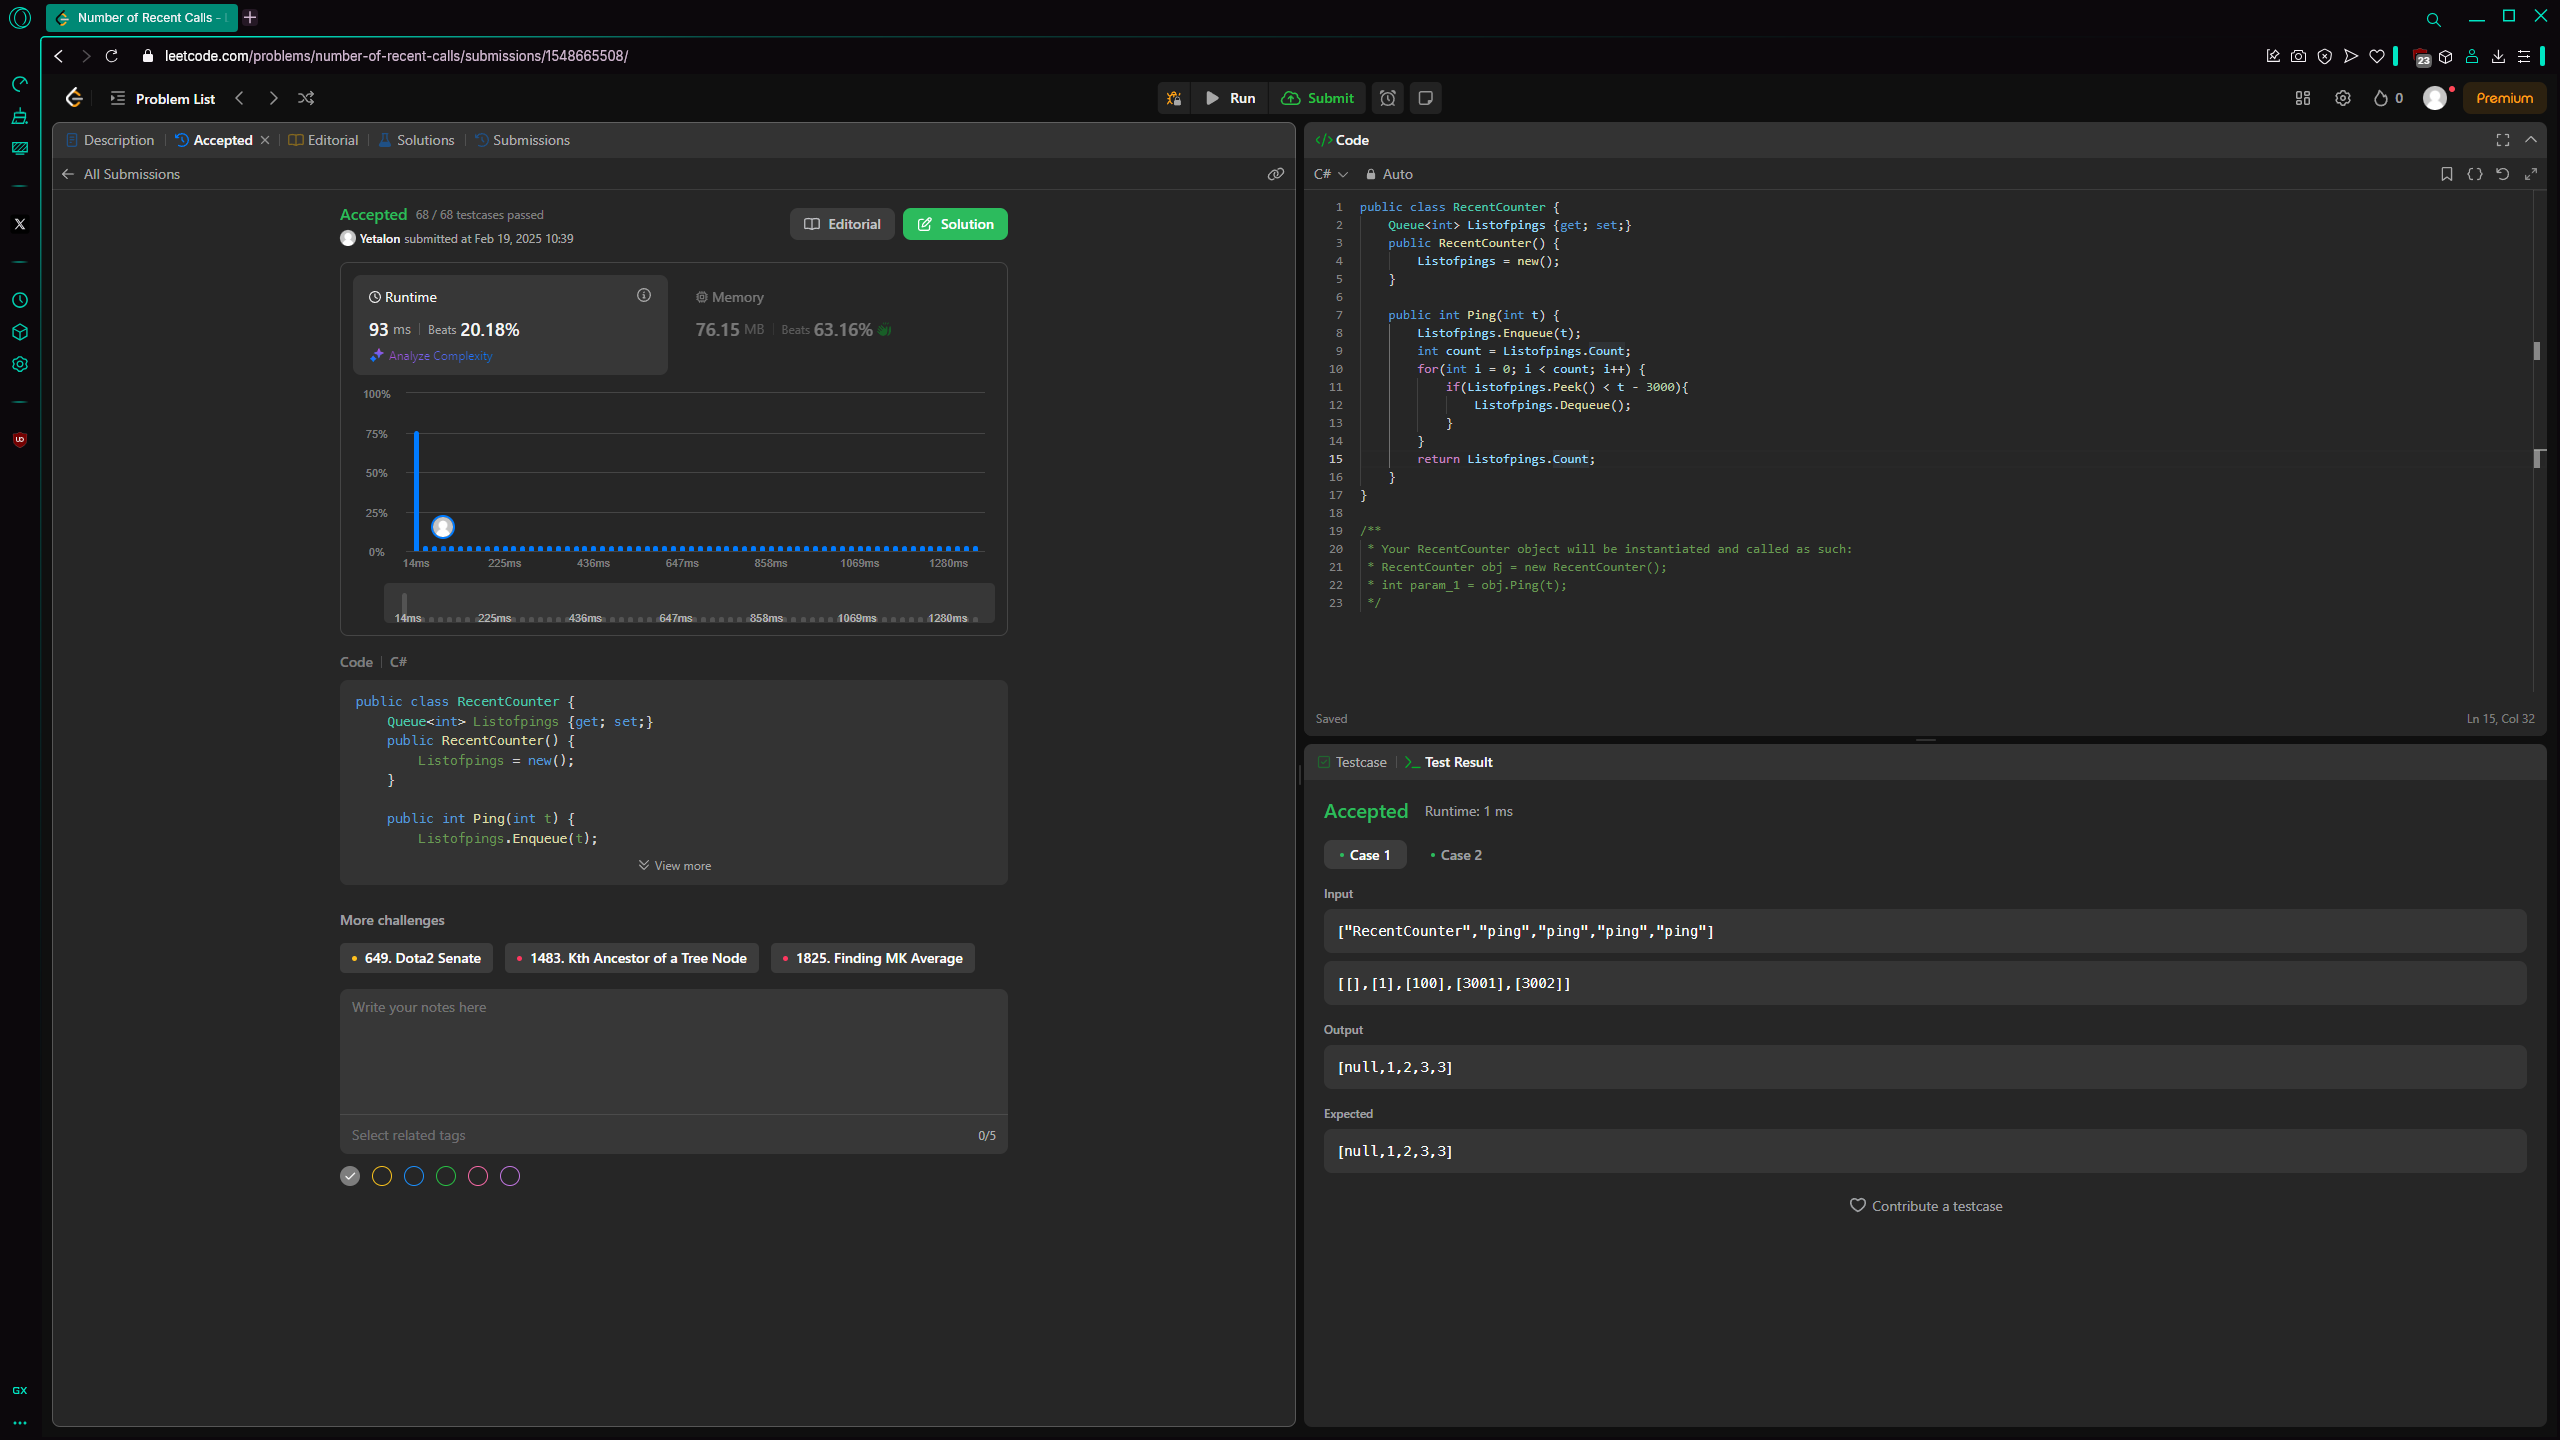 Number of Recent Calls -
leetcode.com/problems/number-of-recent-calls/submissions/1548665508/
23
Problem List
Run
Submit
0
Premium
Description
Accepted
Editorial
Solutions
Submissions
All Submissions
Accepted 68 / 68 testcases passed
Yetalon submitted at Feb 19, 2025 10:39
Editorial
Solution
Runtime
93 ms Beats 20.18%
Analyze Complexity
Memory
76.15 MB Beats 63.16%
100%
75%
50%
25%
0%
14ms 225ms 436ms 647ms 858ms 1069ms 1280ms
14ms 225ms 436ms 647ms 858ms 1069ms 1280ms
Code C#
public class RecentCounter {
Queue<int> Listofpings {get; set;}
public RecentCounter() {
Listofpings = new();
}
public int Ping(int t) {
Listofpings.Enqueue(t);
View more
More challenges
649. Dota2 Senate
1483. Kth Ancestor of a Tree Node
1825. Finding MK Average
Write your notes here
Select related tags
0/5
GX
Code
C#
Auto
1 public class RecentCounter {
2 Queue<int> Listofpings {get; set;}
3 public RecentCounter() {
4 Listofpings = new();
5 }
6
7 public int Ping(int t) {
8 Listofpings.Enqueue(t);
9 int count = Listofpings.Count;
10 for(int i = 0; i < count; i++) {
11 if(Listofpings.Peek() < t - 3000){
12 Listofpings.Dequeue();
13 }
14 }
15 return Listofpings.Count;
16 }
17 }
18
19 /**
20 * Your RecentCounter object will be instantiated and called as such:
21 * RecentCounter obj = new RecentCounter();
22 * int param_1 = obj.Ping(t);
23 */
Saved
Ln 15, Col 32
Testcase
Test Result
Accepted Runtime: 1 ms
Case 1
Case 2
Input
["RecentCounter","ping","ping","ping","ping"]
[[],[1],[100],[3001],[3002]]
Output
[null,1,2,3,3]
Expected
[null,1,2,3,3]
Contribute a testcase